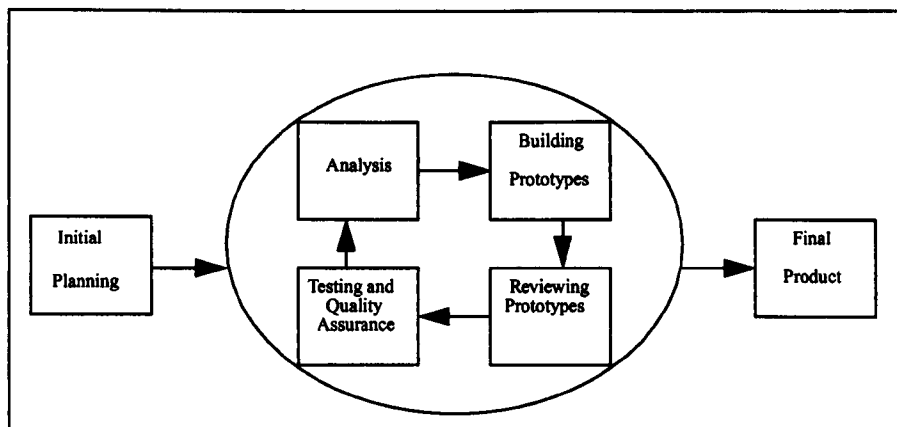 Initial
Planning
Analysis
Building
Prototypes
Reviewing
Prototypes
Testing and
Quality
Assurance
Final
Product